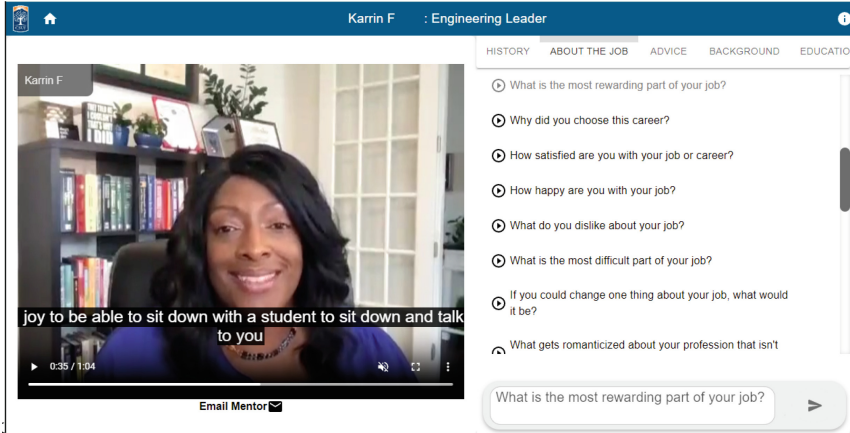 Karrin F : Engineering Leader
HISTORY ABOUT THE JOB ADVICE BACKGROUND EDUCATIO
Karrin F
joy to be able to sit down with a student to sit down and talk
to you
0:35 / 1:04
Email Mentor
What is the most rewarding part of your job?
Why did you choose this career?
How satisfied are you with your job or career?
How happy are you with your job?
What do you dislike about your job?
What is the most difficult part of your job?
If you could change one thing about your job, what would
it be?
What gets romanticized about your profession that isn't
What is the most rewarding part of your job?